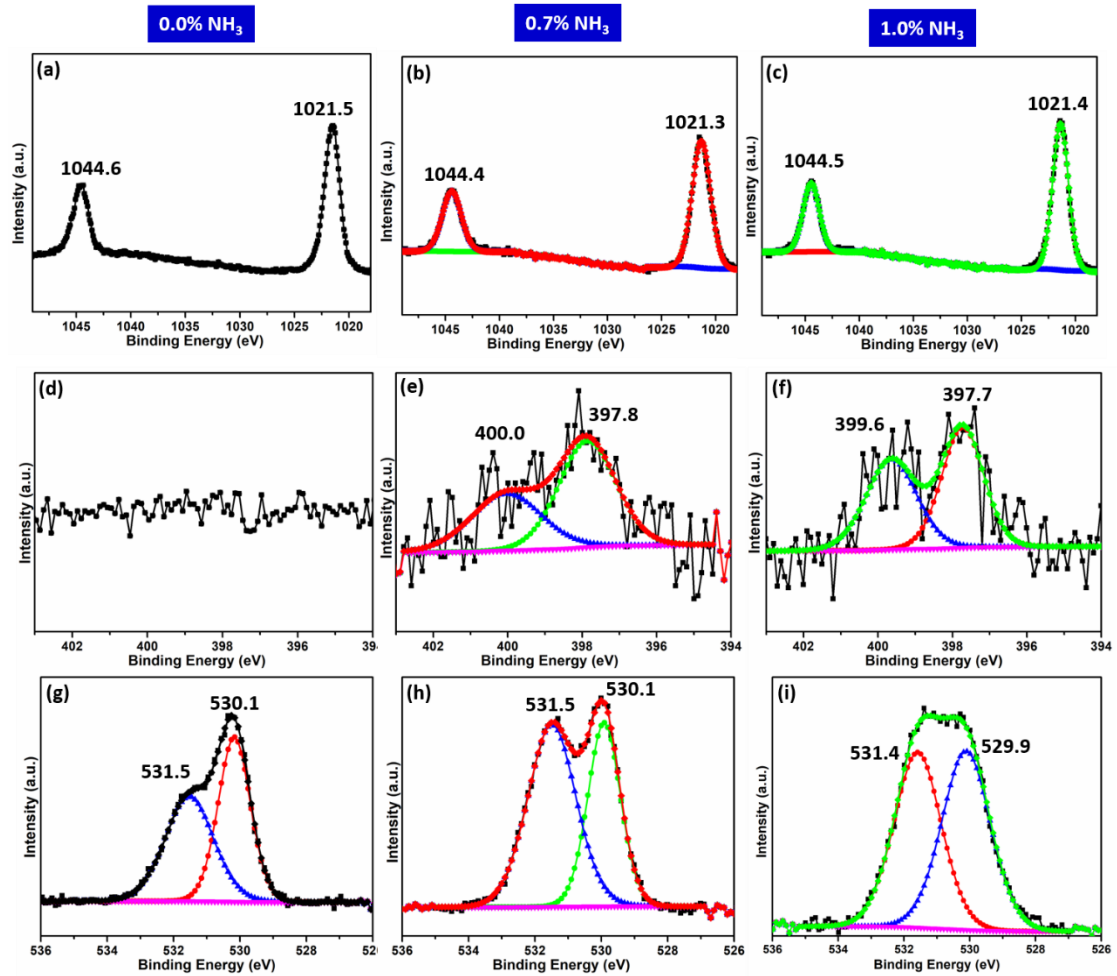 0.0% NH₃
0.7% NH₃
1.0% NH₃
(a)
1044.6
1021.5
Intensity (a.u.)
1045 1040 1035 1030 1025 1020
Binding Energy (eV)
(b)
1044.4
1021.3
Intensity (a.u.)
1045 1040 1035 1030 1025 1020
Binding Energy (eV)
(c)
1044.5
1021.4
Intensity (a.u.)
1045 1040 1035 1030 1025 1020
Binding Energy (eV)
(d)
Intensity (a.u.)
402 400 398 396 394
Binding Energy (eV)
(e)
400.0
397.8
Intensity (a.u.)
402 400 398 396 394
Binding Energy (eV)
(f)
399.6
397.7
Intensity (a.u.)
402 400 398 396 394
Binding Energy (eV)
(g)
531.5
530.1
Intensity (a.u.)
536 534 532 530 528 526
Binding Energy (eV)
(h)
531.5
530.1
Intensity (a.u.)
536 534 532 530 528 526
Binding Energy (eV)
(i)
531.4
529.9
Intensity (a.u.)
536 534 532 530 528 526
Binding Energy (eV)